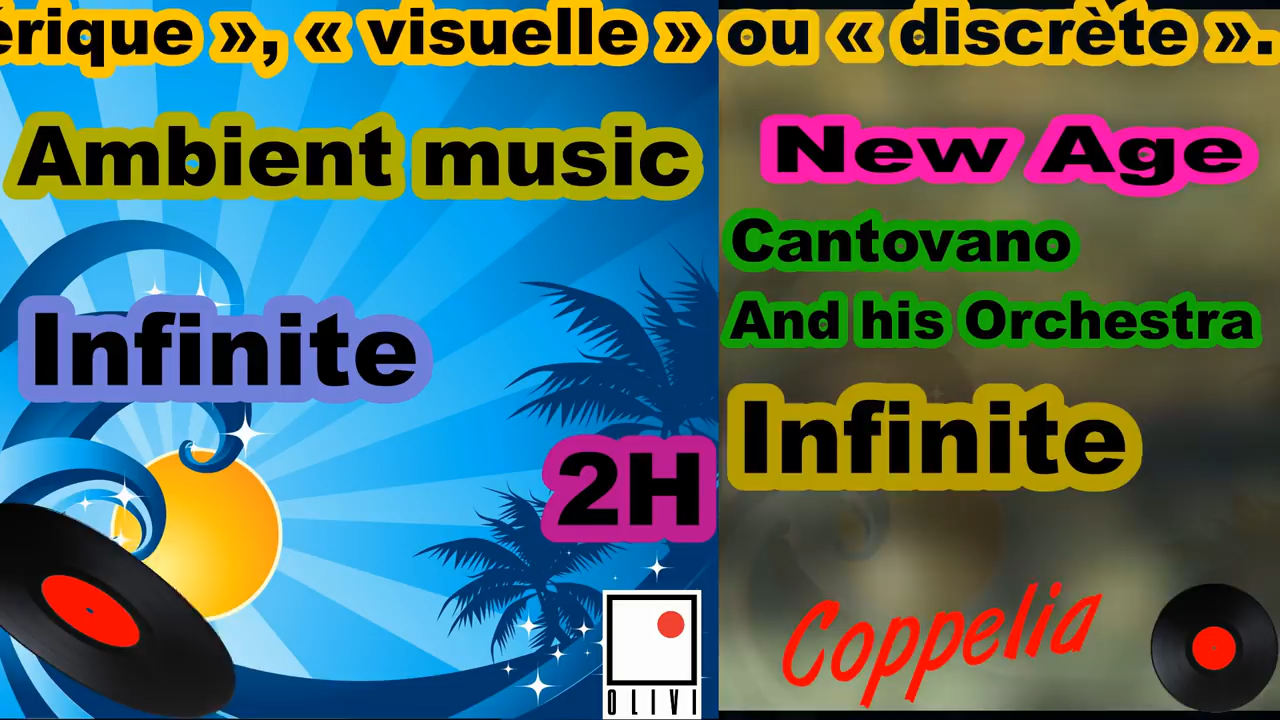 érique », « visuelle » ou « discrète ».
Ambient music
Infinite
2H
OLIVI
New Age
Cantovano
And his Orchestra
Infinite
Coppelia